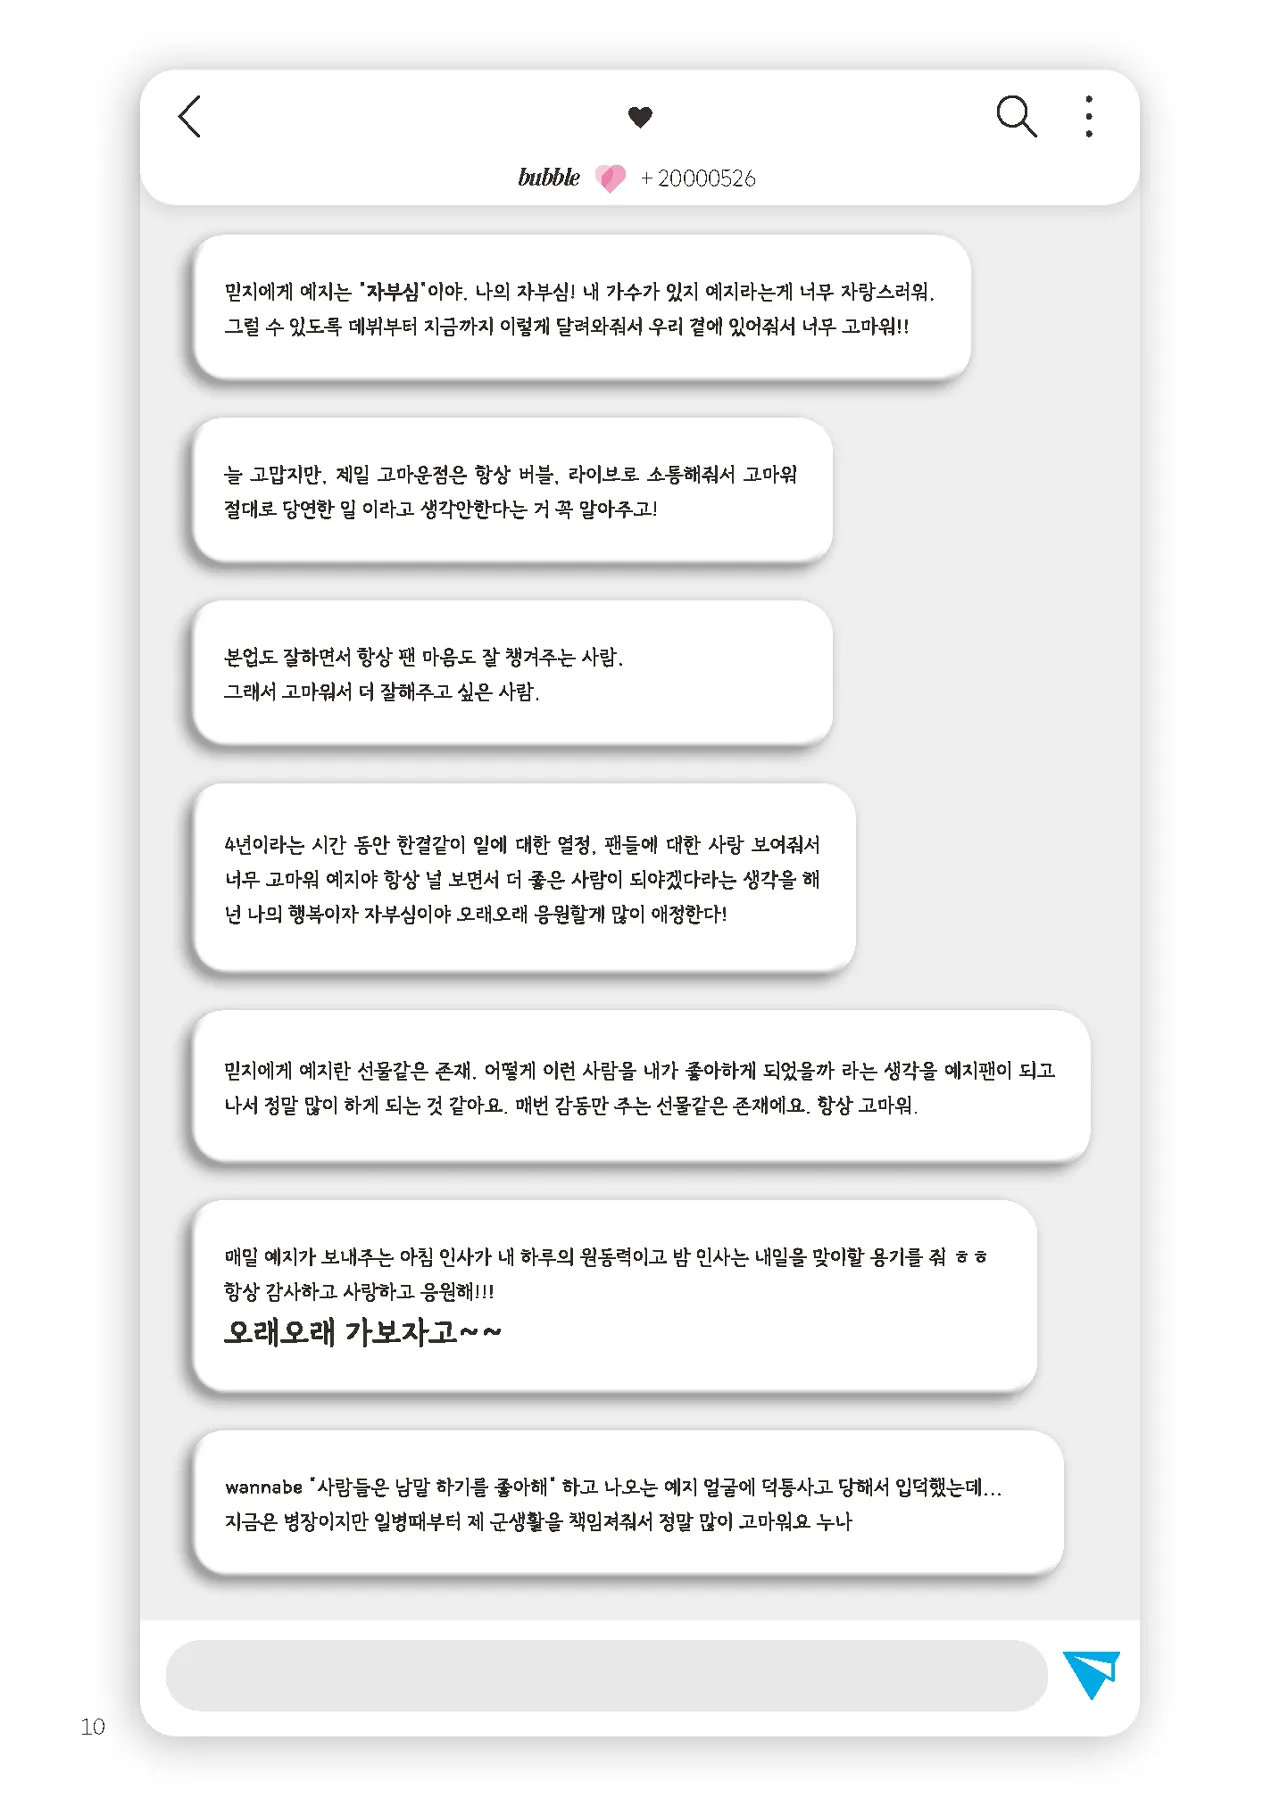 bubble + 20000526
믿지에게 예지는 "자부심"이야. 나의 자부심! 내 가수가 있지 예지라는게 너무 자랑스러워.
그럴 수 있도록 데뷔부터 지금까지 이렇게 달려와줘서 우리 곁에 있어줘서 너무 고마워!!
늘 고맙지만, 제일 고마운점은 항상 버블, 라이브로 소통해줘서 고마워
절대로 당연한 일 이라고 생각안한다는 거 꼭 알아주고!
본업도 잘하면서 항상 팬 마음도 잘 챙겨주는 사람.
그래서 고마워서 더 잘해주고 싶은 사람.
4년이라는 시간 동안 한결같이 일에 대한 열정, 팬들에 대한 사랑 보여줘서
너무 고마워 예지야 항상 널 보면서 더 좋은 사람이 되야겠다라는 생각을 해
넌 나의 행복이자 자부심이야 오래오래 응원할게 많이 애정한다!
믿지에게 예지란 선물같은 존재. 어떻게 이런 사람을 내가 좋아하게 되었을까 라는 생각을 예지팬이 되고
나서 정말 많이 하게 되는 것 같아요. 매번 감동만 주는 선물같은 존재에요. 항상 고마워.
매일 예지가 보내주는 아침 인사가 내 하루의 원동력이고 밤 인사는 내일을 맞이할 용기를 줘 ㅎㅎ
항상 감사하고 사랑하고 응원해!!!
오래오래 가보자고~~
wannabe "사람들은 남말 하기를 좋아해" 하고 나오는 예지 얼굴에 덕통사고 당해서 입덕했는데...
지금은 병장이지만 일병때부터 제 군생활을 책임져줘서 정말 많이 고마워요 누나
10